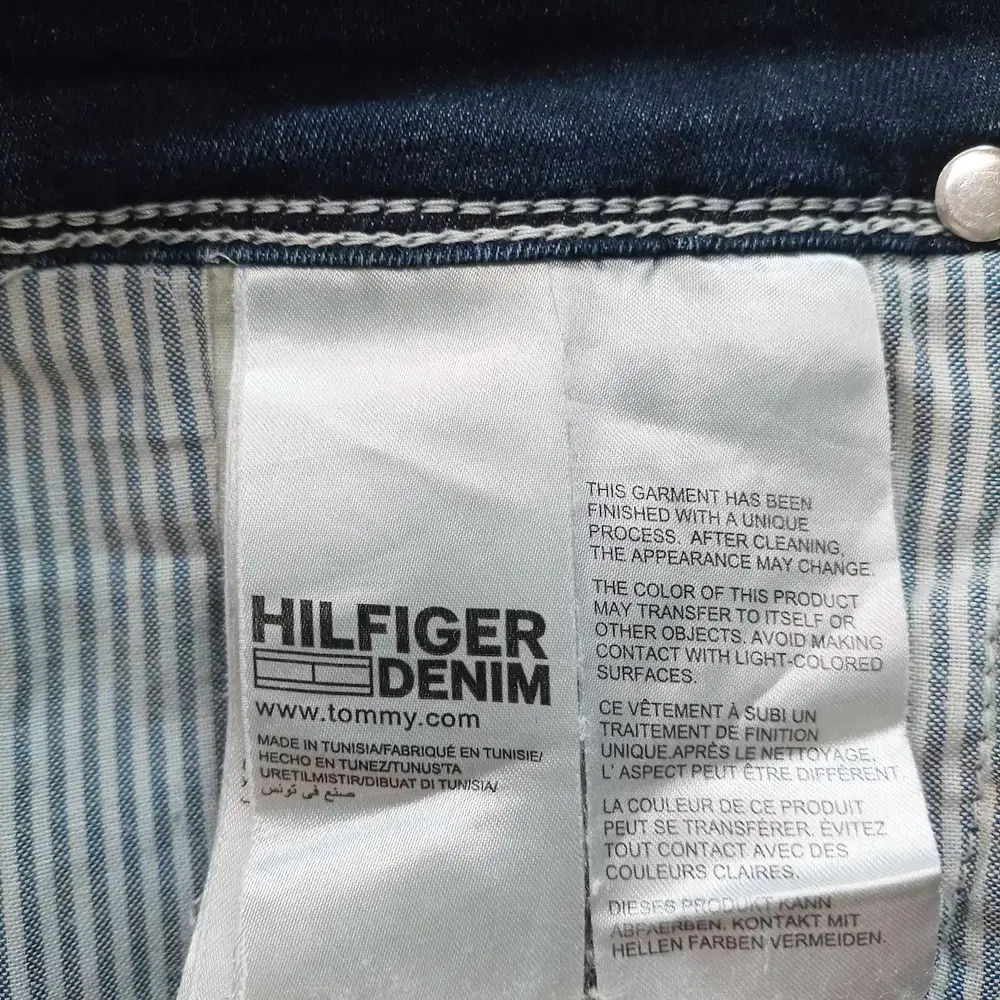 HILFIGER
DENIM
www.tommy.com
MADE IN TUNISIA/FABRIQUÉ EN TUNISIE/
HECHO EN TUNEZ/TUNUS'TA
URETILMISTIR/DIBUAT DI TUNISIA/
صنع في تونس
THIS GARMENT HAS BEEN
FINISHED WITH A UNIQUE
PROCESS. AFTER CLEANING,
THE APPEARANCE MAY CHANGE.
THE COLOR OF THIS PRODUCT
MAY TRANSFER TO ITSELF OR
OTHER OBJECTS. AVOID MAKING
CONTACT WITH LIGHT-COLORED
SURFACES.
CE VÊTEMENT À SUBI UN
TRAITEMENT DE FINITION
UNIQUE.APRÈS LE NETTOYAGE,
L' ASPECT PEUT ÊTRE DIFFÉRENT.
LA COULEUR DE CE PRODUIT
PEUT SE TRANSFÉRER. ÉVITEZ
TOUT CONTACT AVEC DES
COULEURS CLAIRES.
DIESES PRODUKT KANN
ABFAERBEN. KONTAKT MIT
HELLEN FARBEN VERMEIDEN.